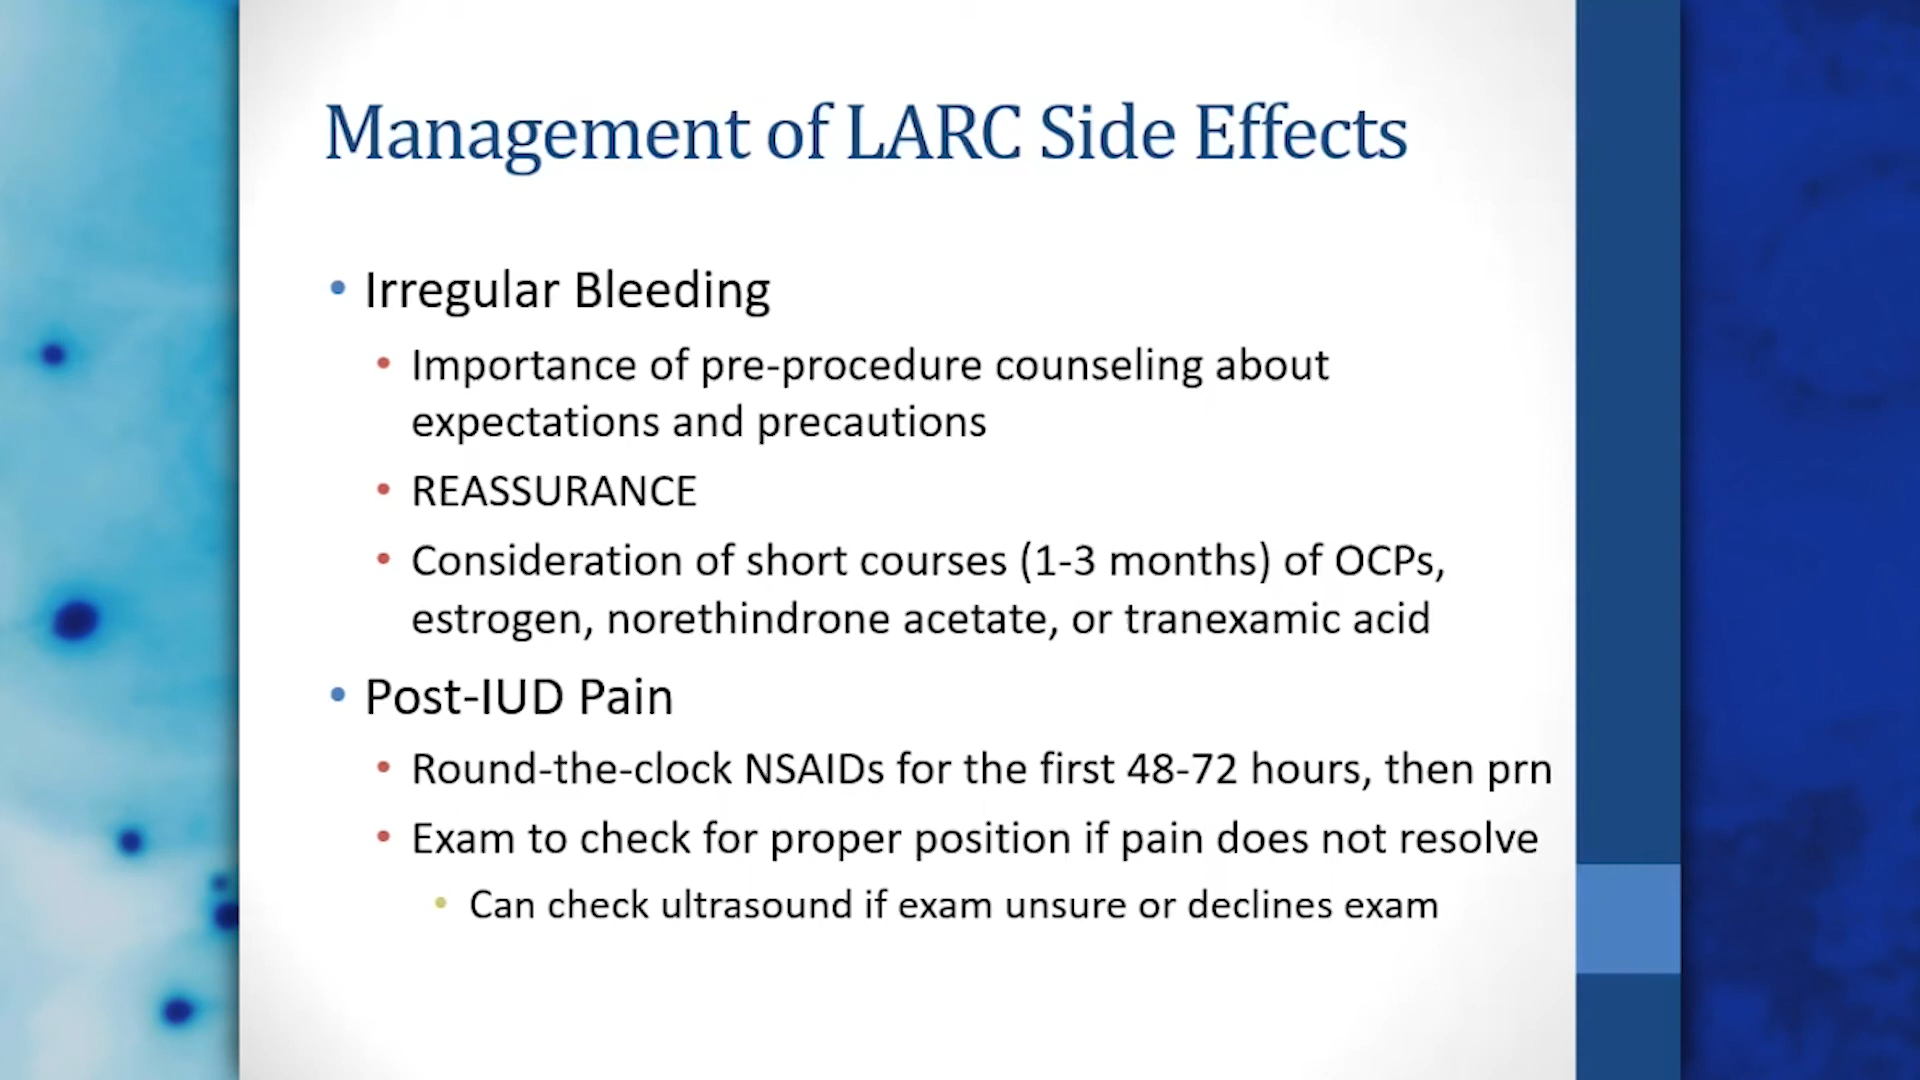 Management of LARC Side Effects
• Irregular Bleeding
• Importance of pre-procedure counseling about
expectations and precautions
• REASSURANCE
• Consideration of short courses (1-3 months) of OCPs,
estrogen, norethindrone acetate, or tranexamic acid
• Post-IUD Pain
• Round-the-clock NSAIDs for the first 48-72 hours, then prn
• Exam to check for proper position if pain does not resolve
• Can check ultrasound if exam unsure or declines exam